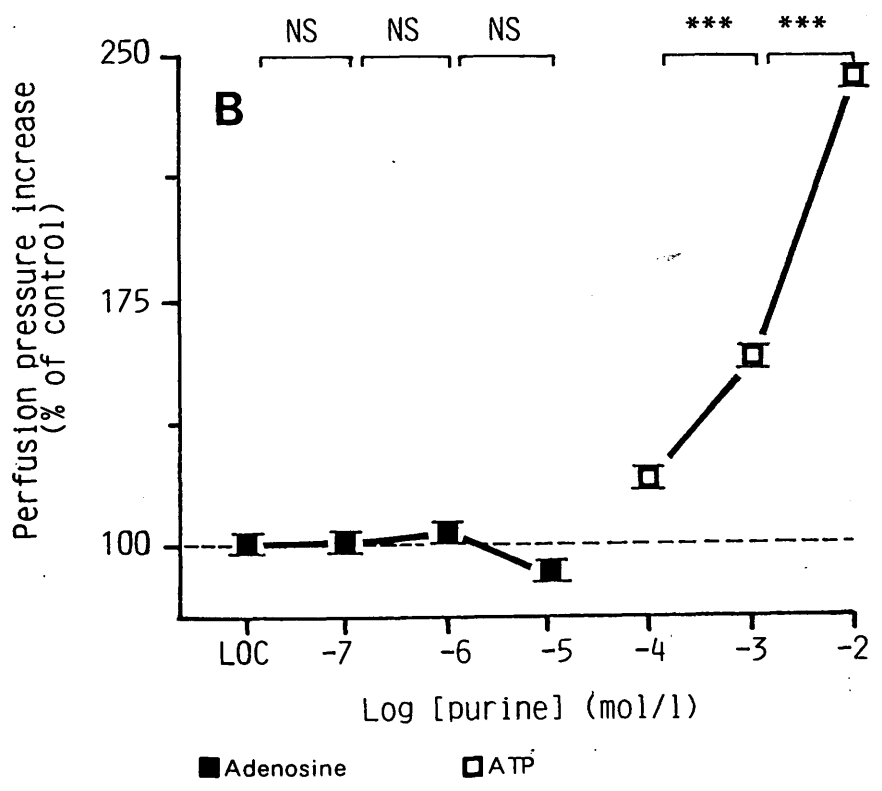 NS NS NS *** ***
250
B
175
100
Perfusion pressure increase
(% of control)
LOC -7 -6 -5 -4 -3 -2
Log [purine] (mol/l)
Adenosine ATP